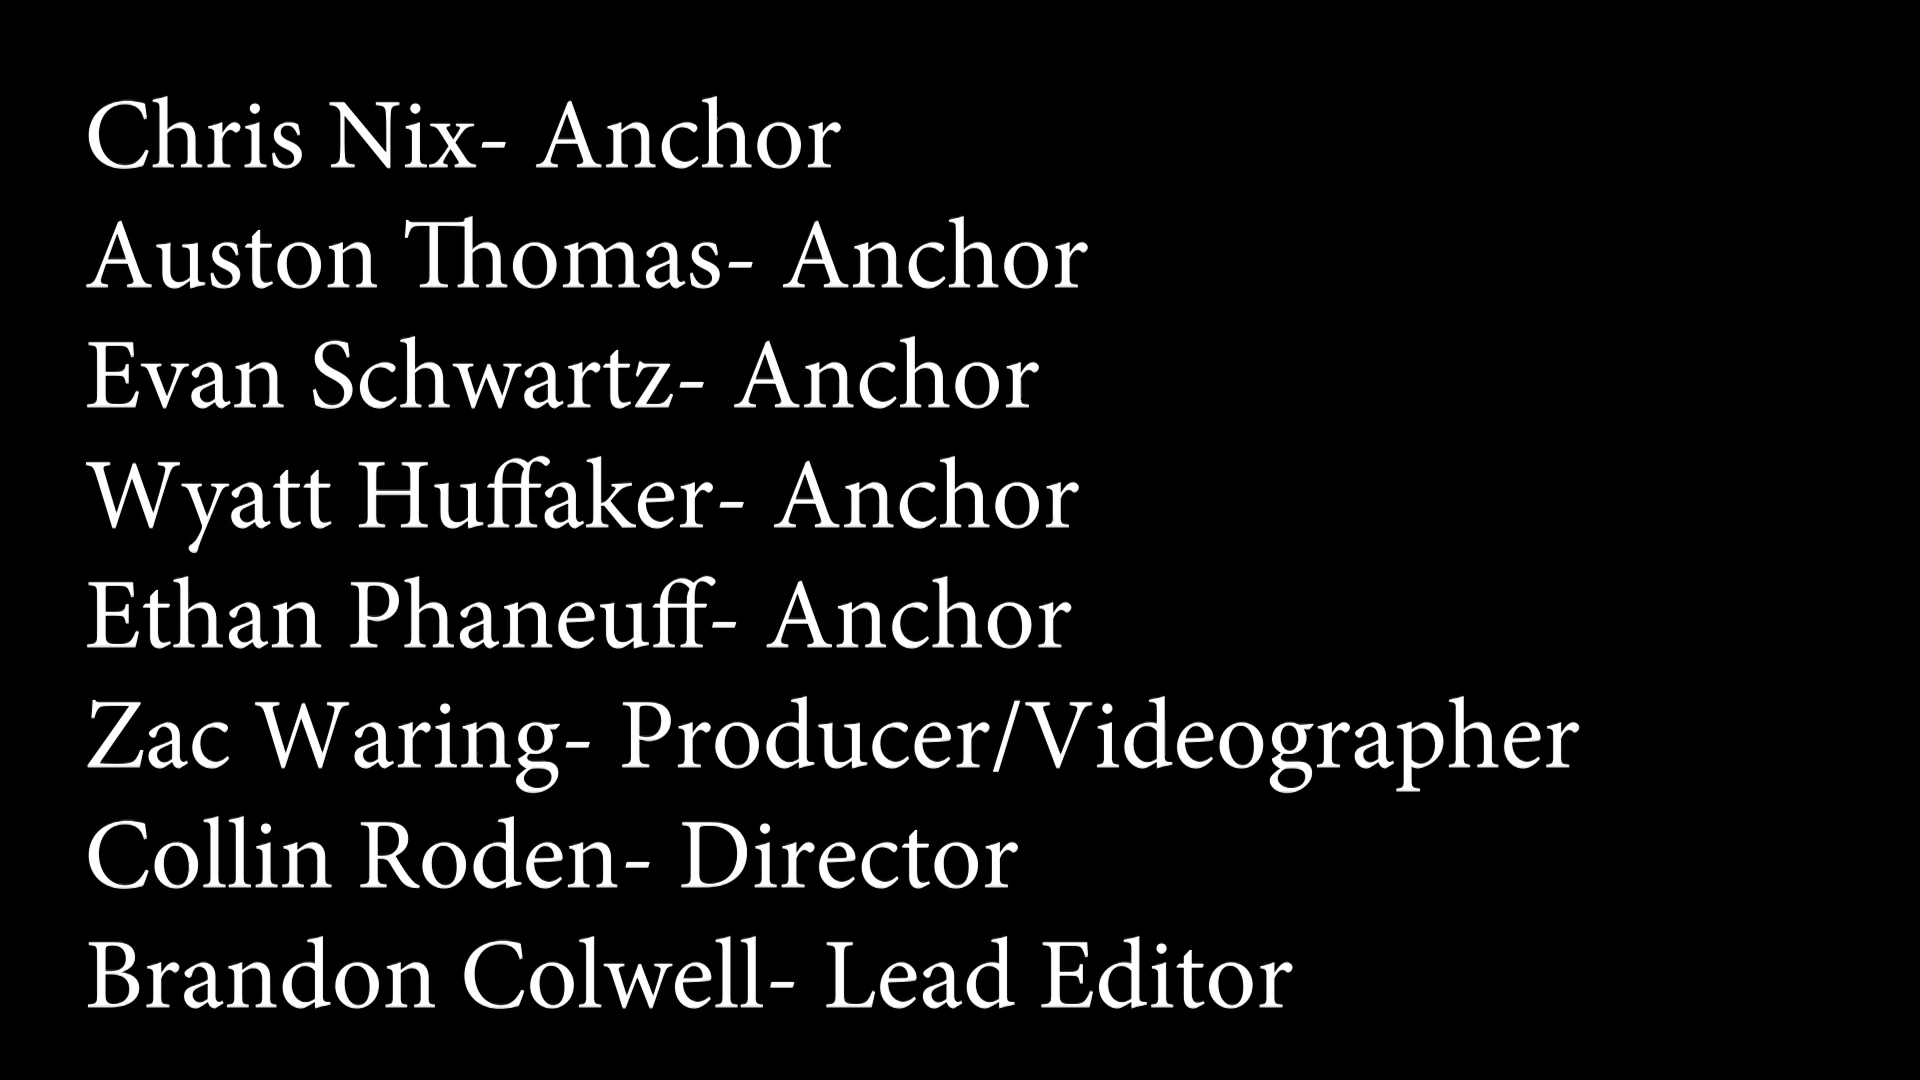 Chris Nix- Anchor
Auston Thomas- Anchor
Evan Schwartz- Anchor
Wyatt Huffaker- Anchor
Ethan Phaneuff- Anchor
Zac Waring- Producer/Videographer
Collin Roden- Director
Brandon Colwell- Lead Editor